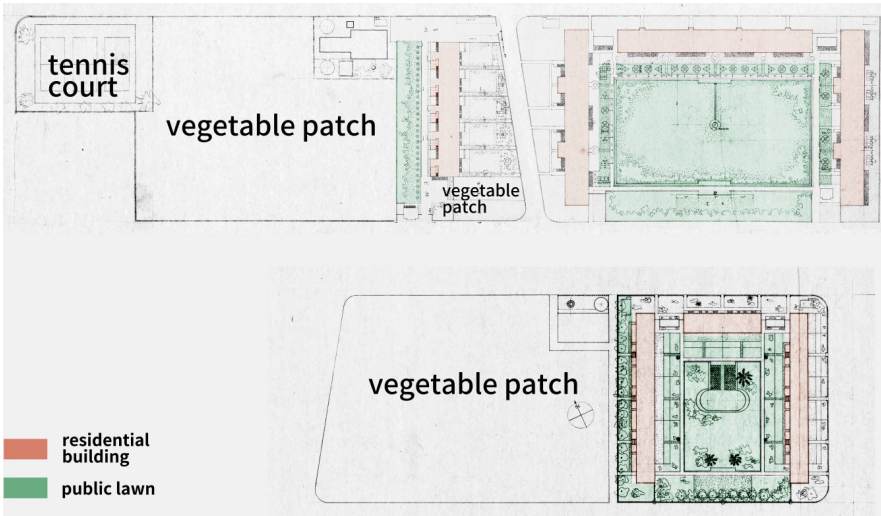 tennis
court
vegetable patch
vegetable
patch
vegetable patch
residential
building
public lawn